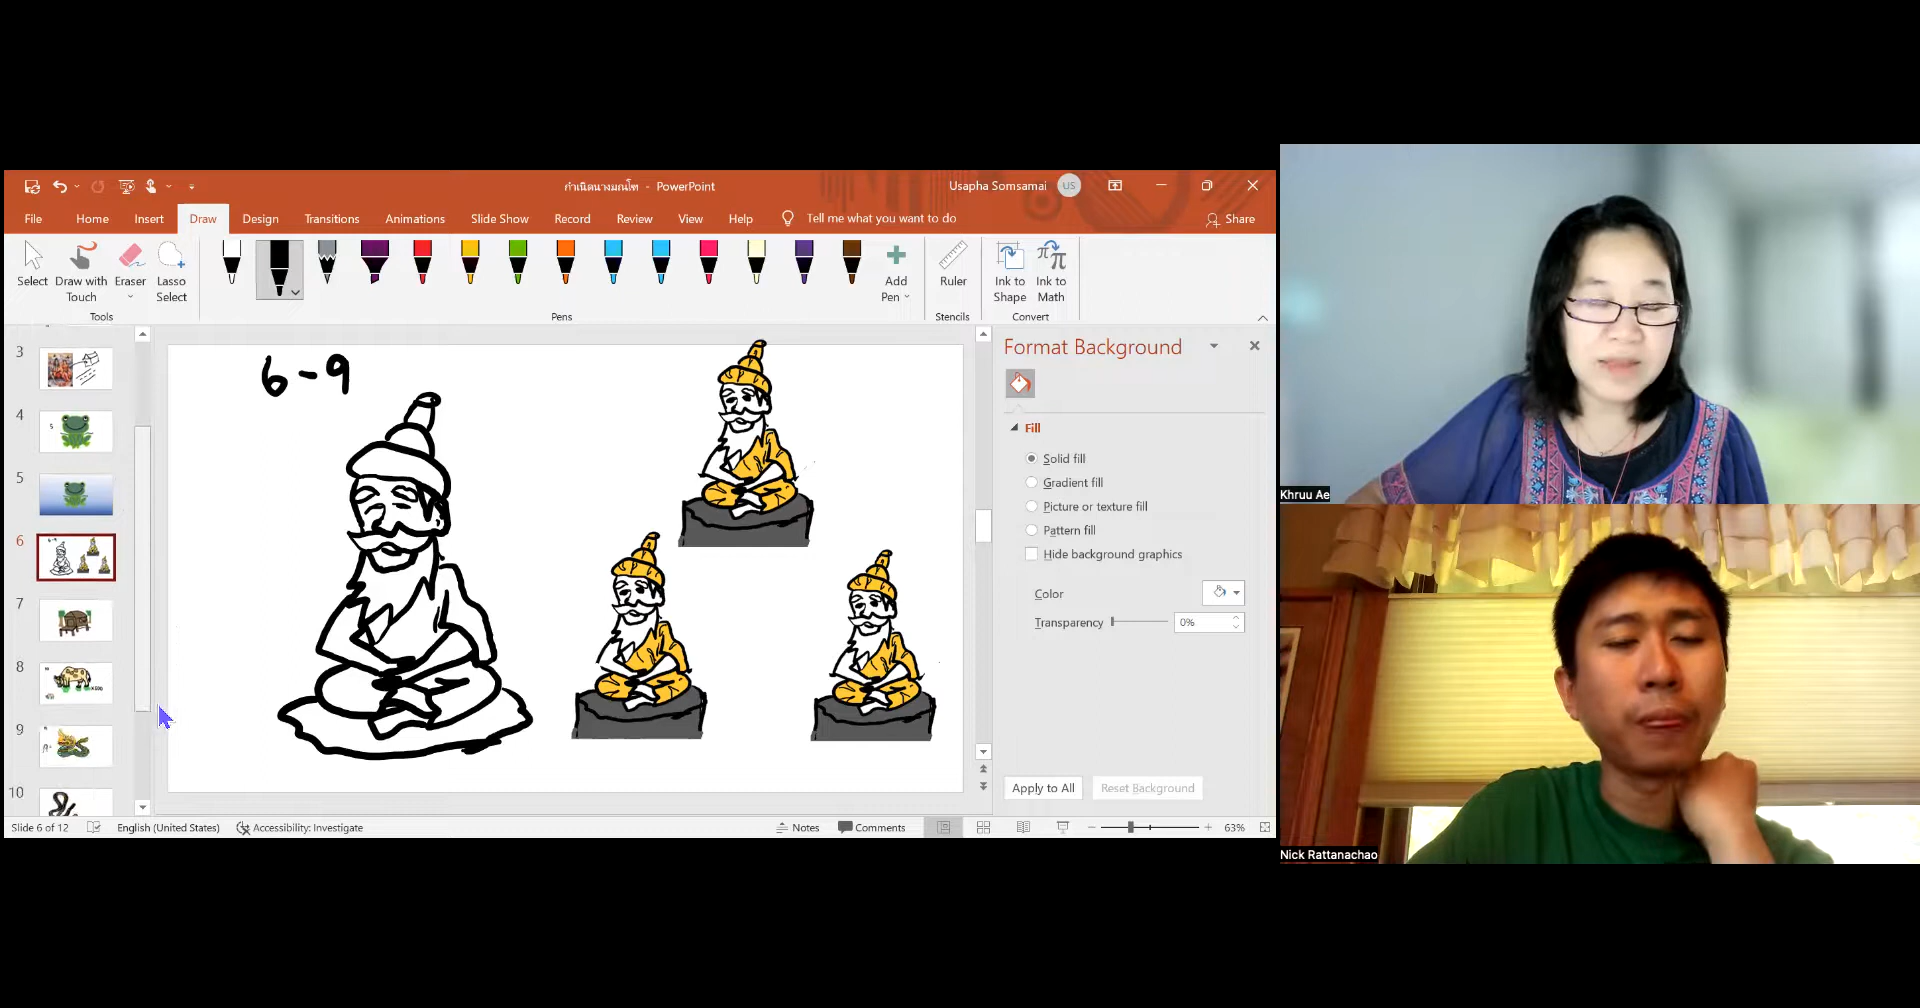 กำเนิดนางมณโฑ - PowerPoint
Usapha Somsamai
US
File Home Insert Draw Design Transitions Animations Slide Show Record Review View Help Tell me what you want to do Share
Select
Draw with Touch
Eraser
Lasso Select
Add Pen
Ruler
Ink to Shape
Ink to Math
Tools
Pens
Stencils
Convert
3
4
5
6
7
8
9
10
6-9
Format Background
Fill
Solid fill
Gradient fill
Picture or texture fill
Pattern fill
Hide background graphics
Color
Transparency 0%
Apply to All Reset Background
Slide 6 of 12 English (United States) Accessibility: Investigate Notes Comments 63%
Khruu Ae
Nick Rattanachao